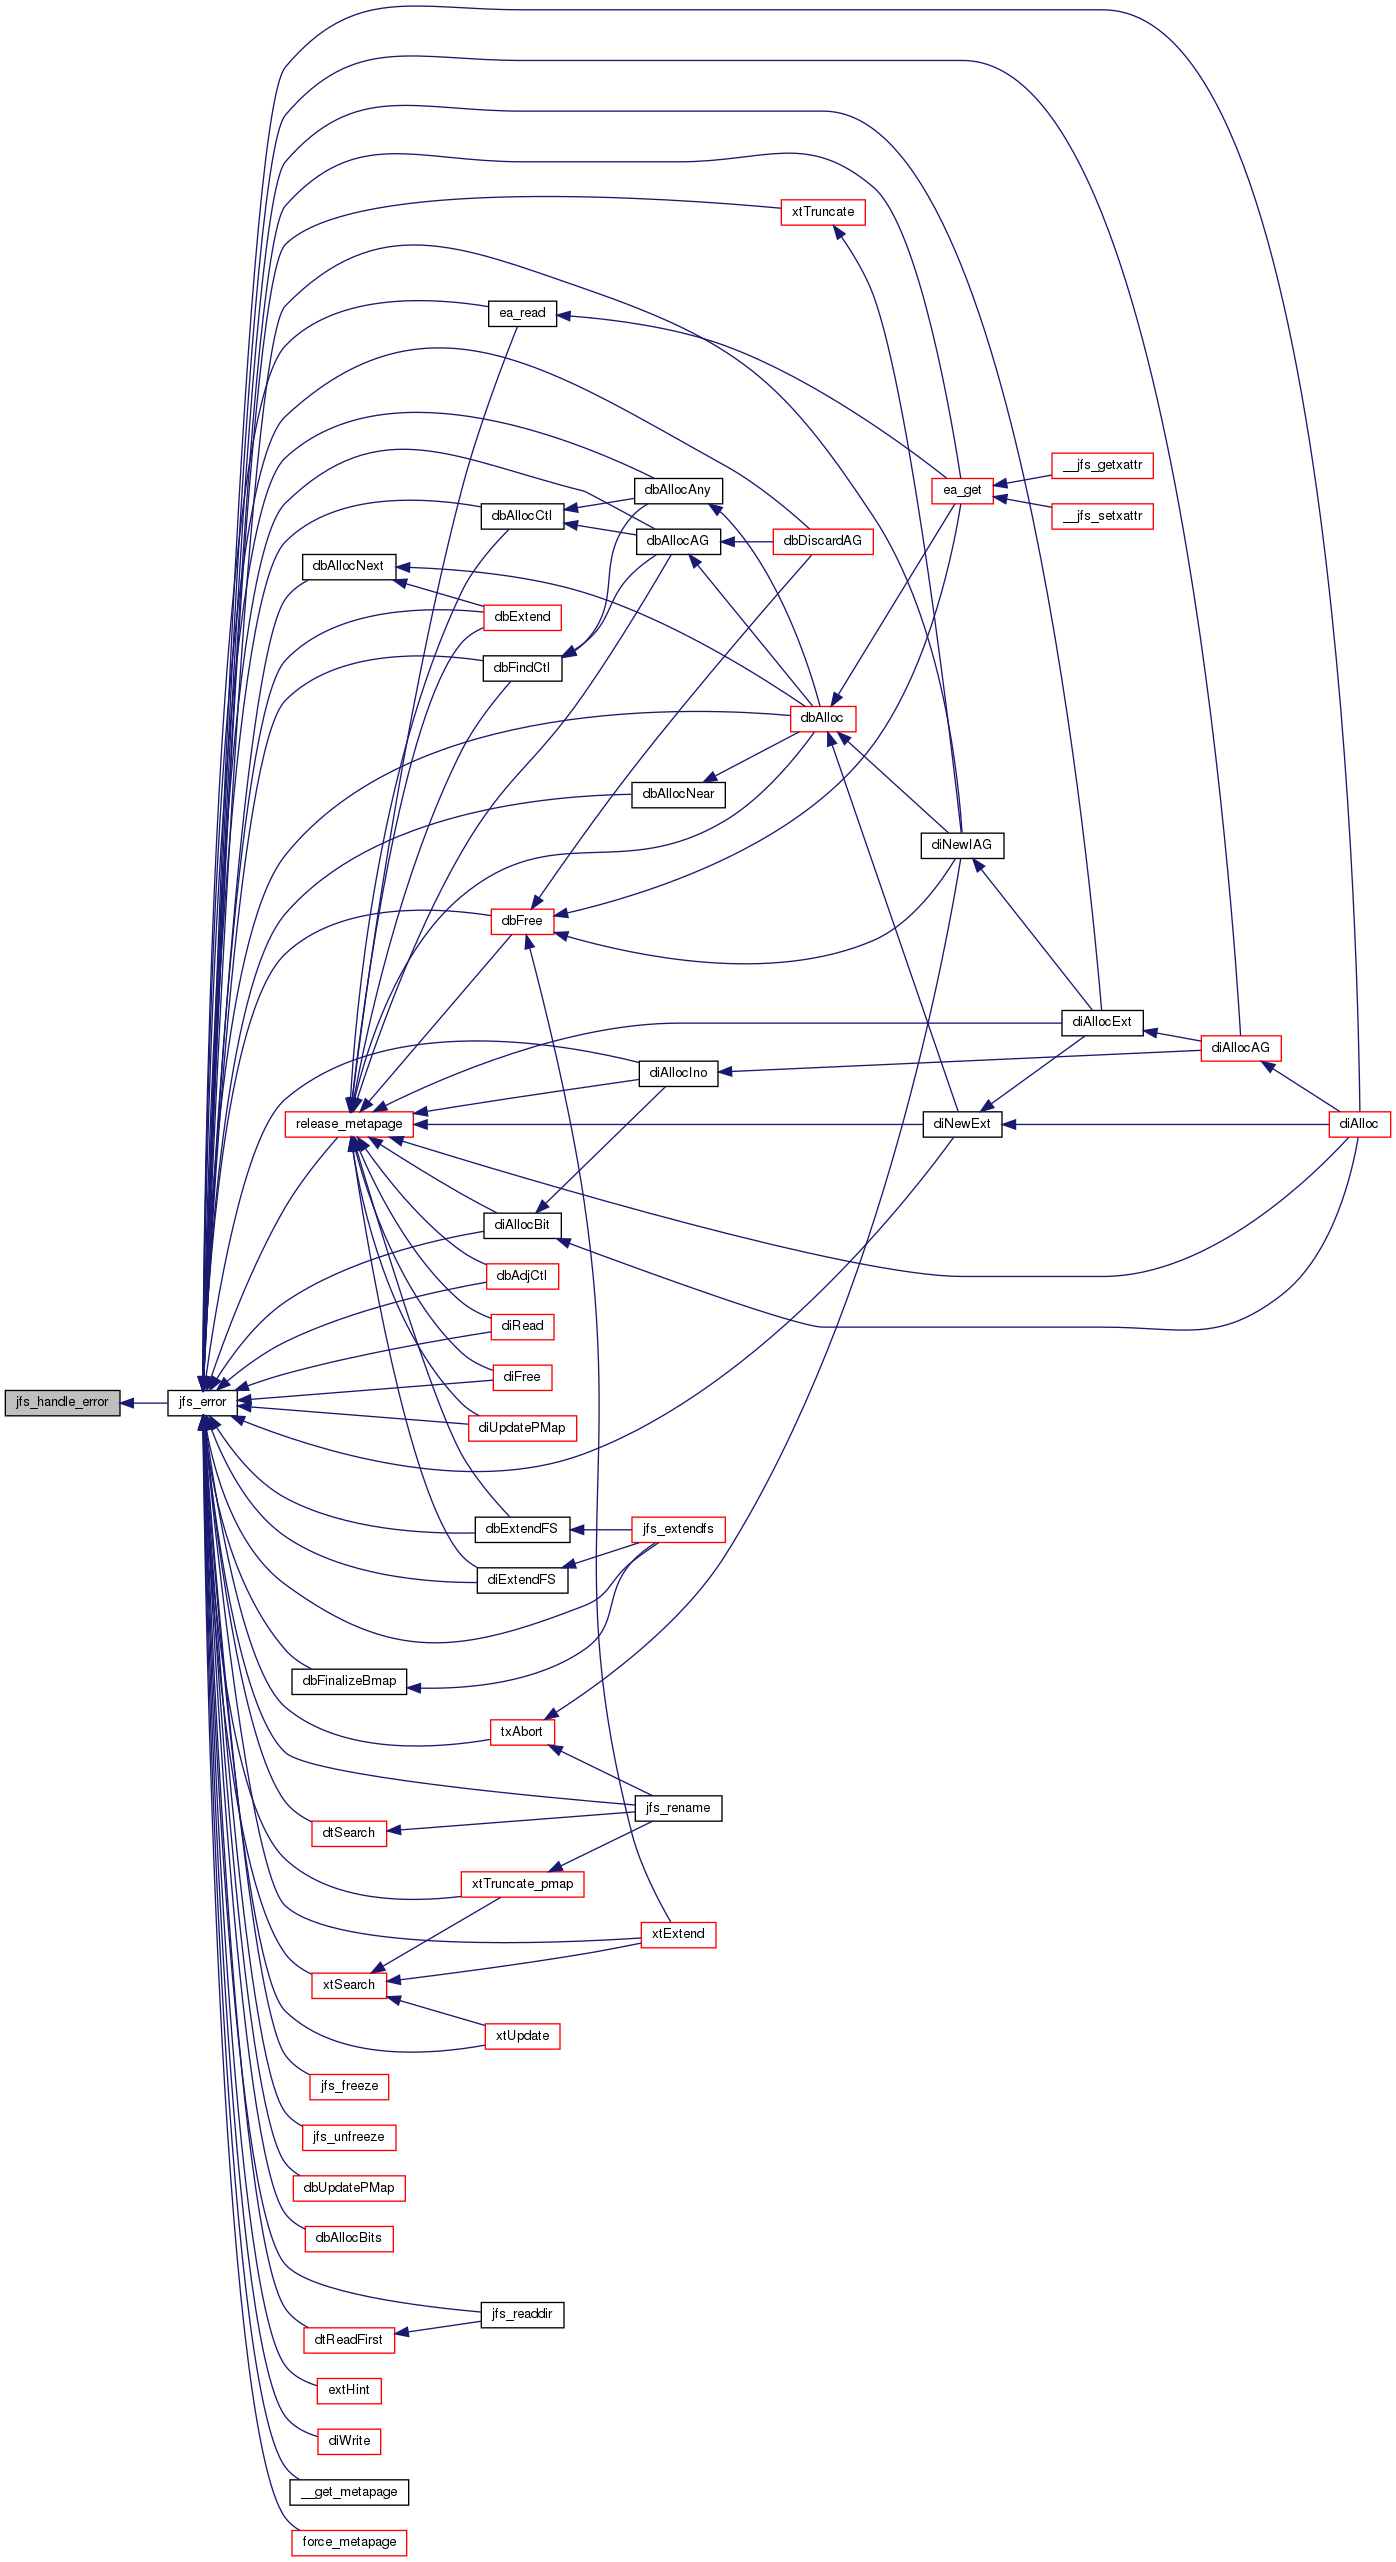 xtTruncate
ea_read
__jfs_getxattr
dbAllocAny
ea_get
dbAllocCtl
__jfs_setxattr
dbAllocAG
dbDiscardAG
dbAllocNext
dbExtend
dbFindCtl
dbAlloc
dbAllocNear
diNewIAG
dbFree
diAllocExt
diAllocAG
diAllocIno
release_metapage
diNewExt
diAlloc
diAllocBit
dbAdjCtl
diRead
diFree
jfs_handle_error
jfs_error
diUpdatePMap
dbExtendFS
jfs_extendfs
diExtendFS
dbFinalizeBmap
txAbort
jfs_rename
dtSearch
xtTruncate_pmap
xtExtend
xtSearch
xtUpdate
jfs_freeze
jfs_unfreeze
dbUpdatePMap
dbAllocBits
jfs_readdir
dtReadFirst
extHint
diWrite
__get_metapage
force_metapage